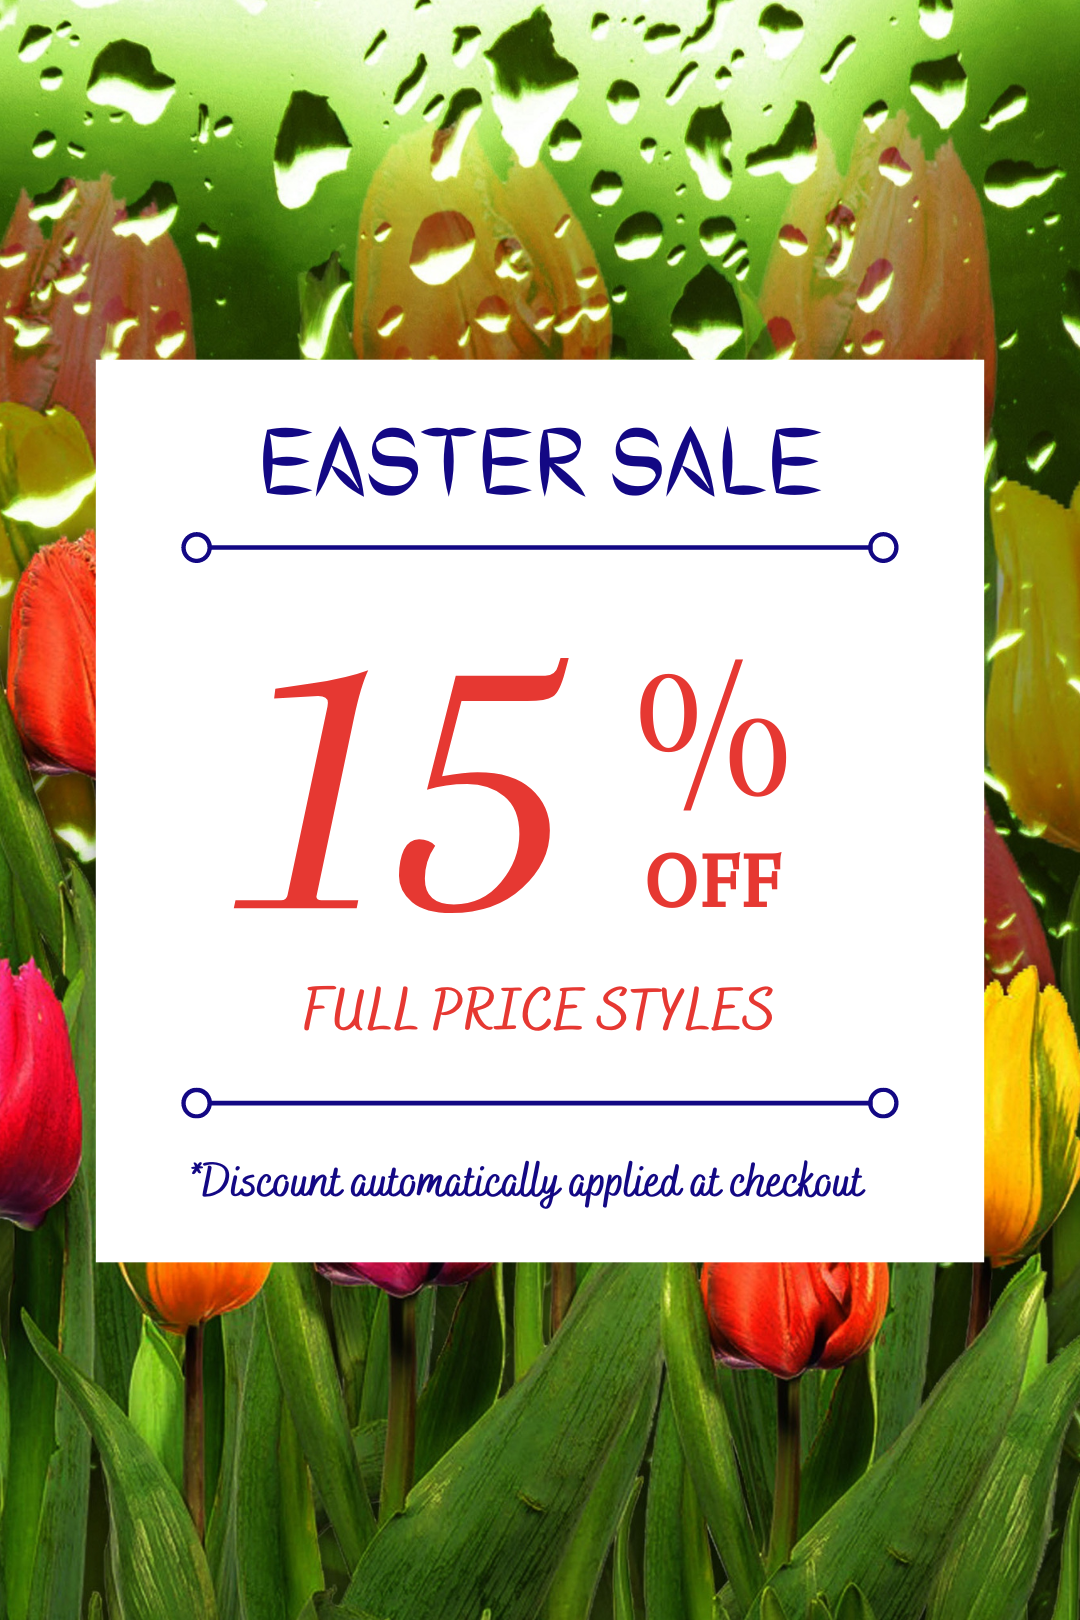 EASTER SALE
15%
OFF
FULL PRICE STYLES
*Discount automatically applied at checkout